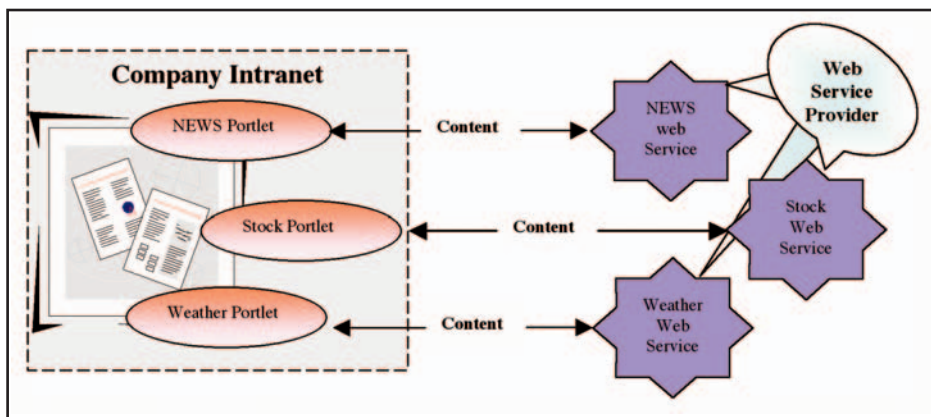 Company Intranet
NEWS Portlet
Content
NEWS
web
Service
Web
Service
Provider
Stock Portlet
Content
Stock
Web
Service
Weather Portlet
Content
Weather
Web
Service